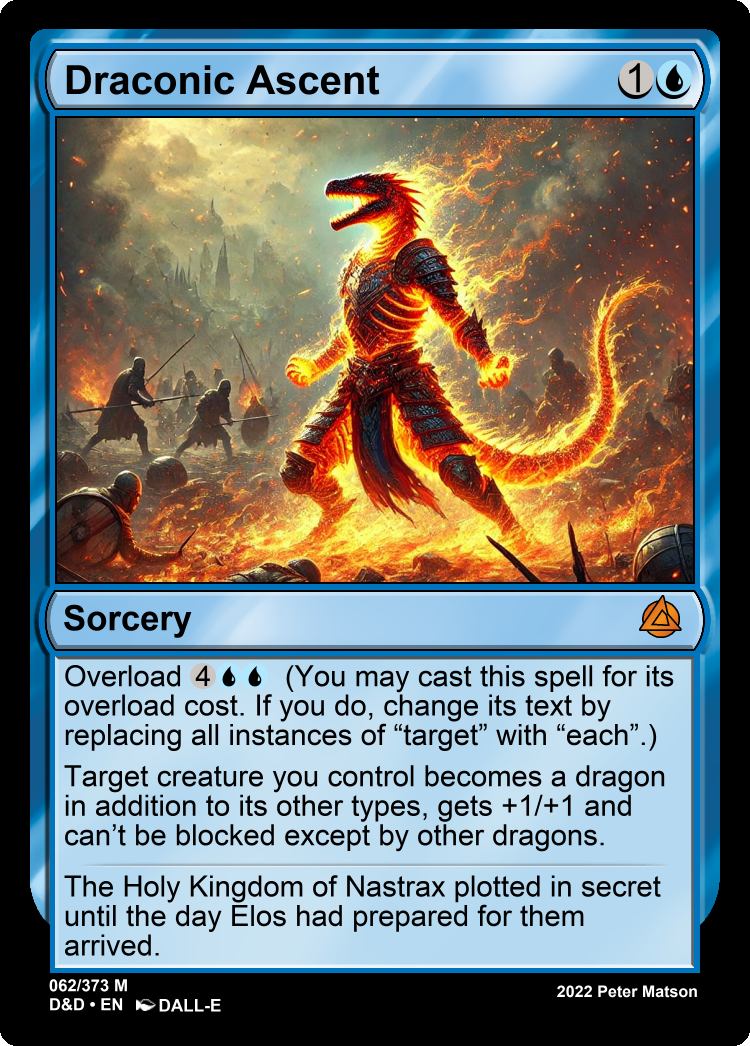 Draconic Ascent 1
Sorcery
Overload 4 (You may cast this spell for its
overload cost. If you do, change its text by
replacing all instances of “target” with “each”.)
Target creature you control becomes a dragon
in addition to its other types, gets +1/+1 and
can’t be blocked except by other dragons.
The Holy Kingdom of Nastrax plotted in secret
until the day Elos had prepared for them
arrived.
062/373 M
D&D • EN DALL-E
2022 Peter Matson